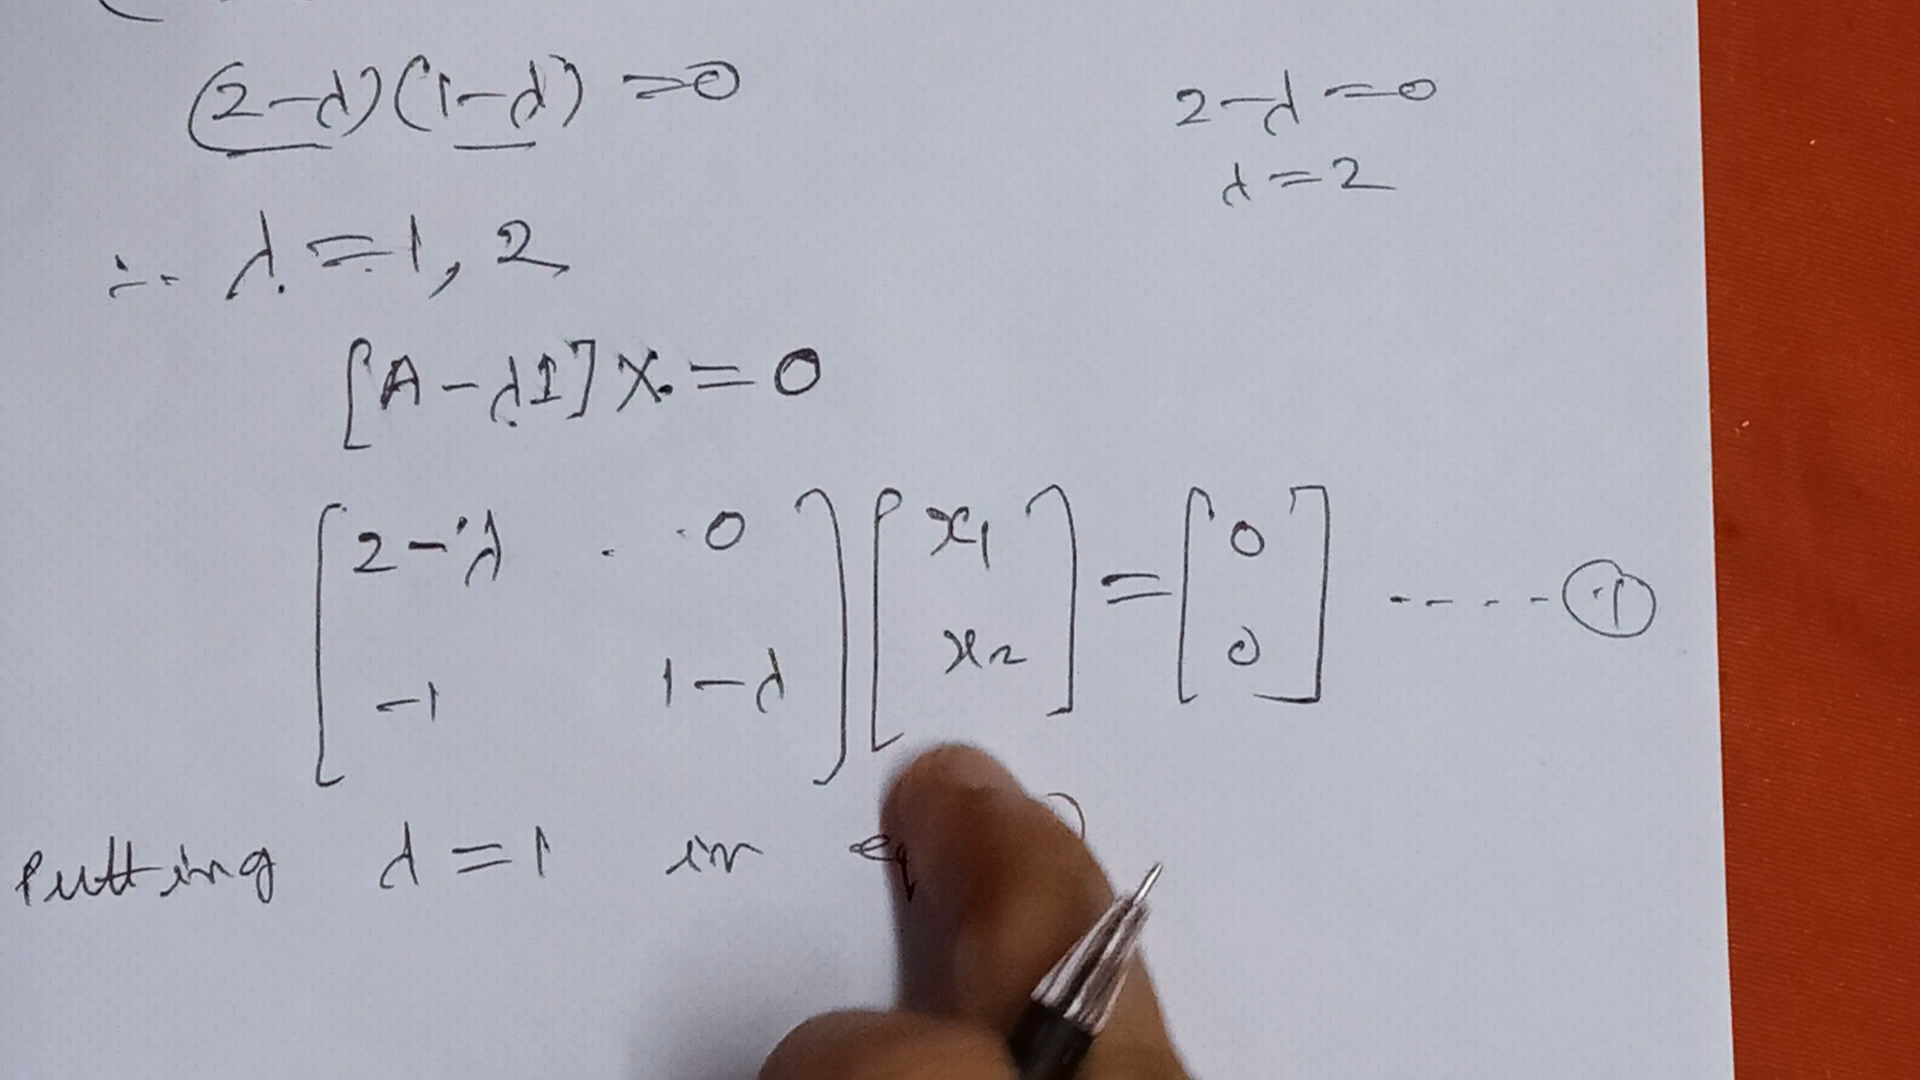 (2-λ)(1-λ) =0
2-λ=0
λ=2
∴ λ = 1, 2
[A-λI] X = 0
[2-λ 0] [x1] = [0] ---- ①
[-1 1-λ] [x2] [0]
Putting λ=1 in eq